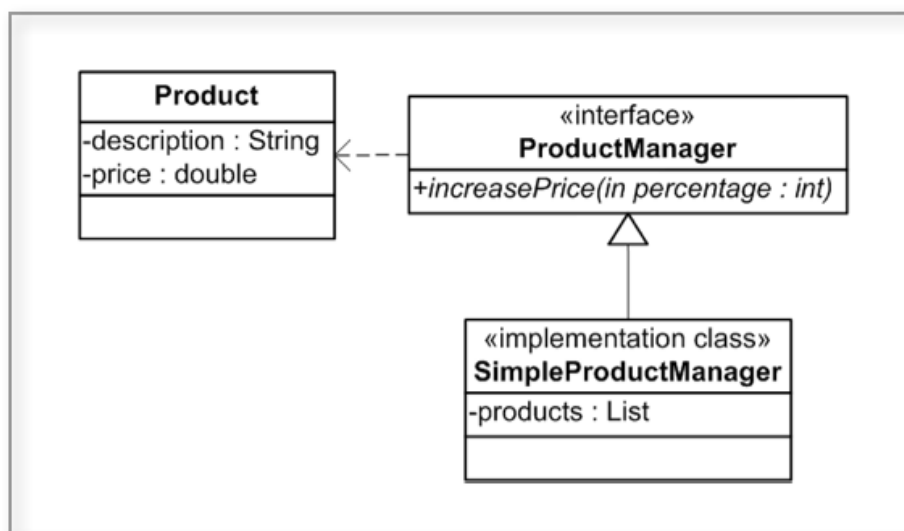 Product
-description : String
-price : double
«interface»
ProductManager
+increasePrice(in percentage : int)
«implementation class»
SimpleProductManager
-products : List